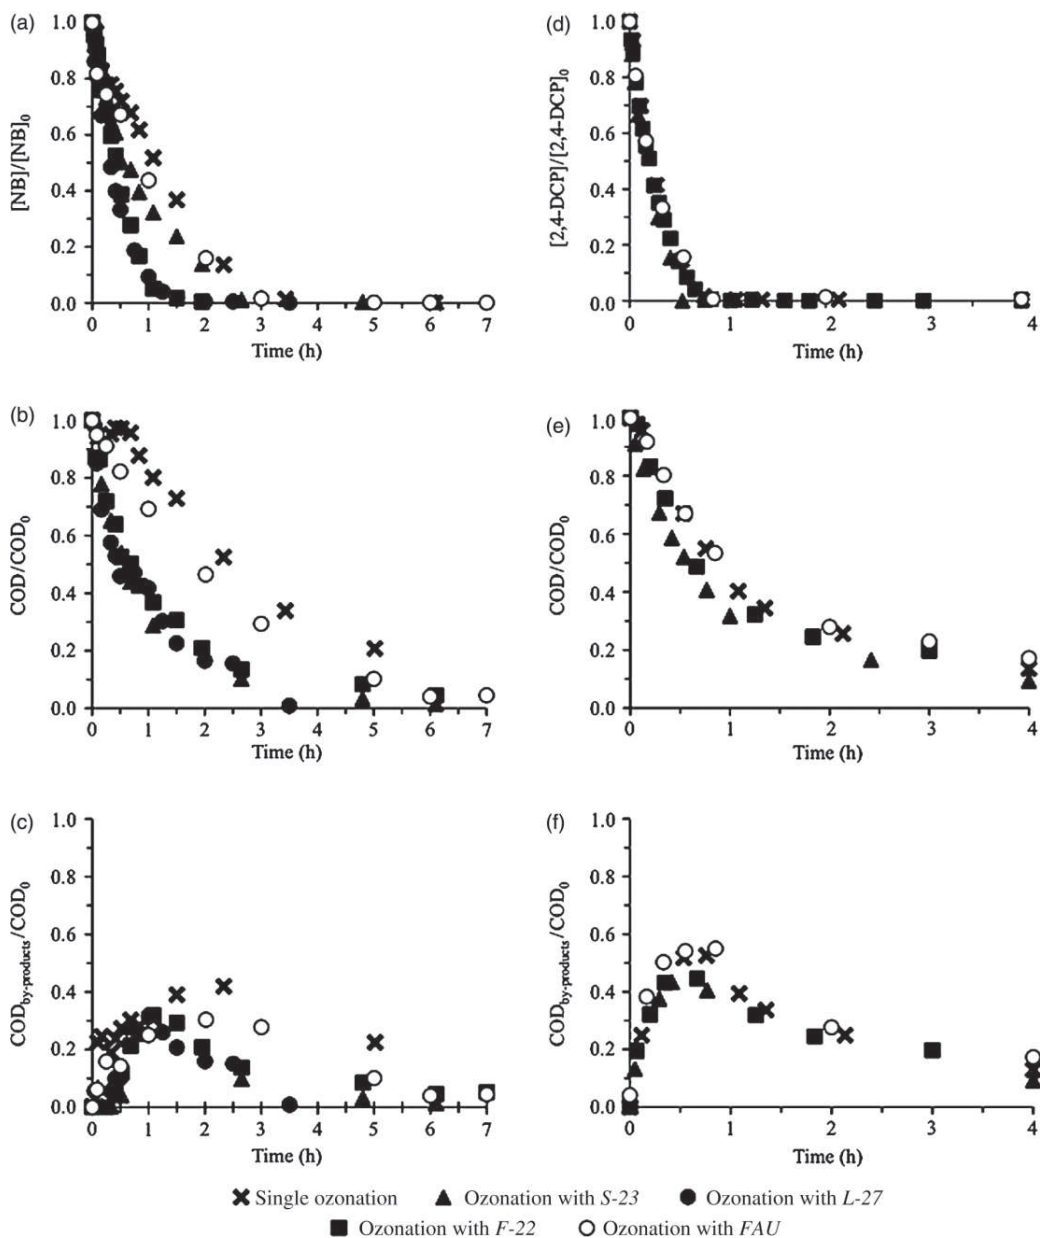 (a)
1.0
0.8
0.6
0.4
0.2
0.0
[NB]/[NB]0
0 1 2 3 4 5 6 7
Time (h)
(d)
1.0
0.8
0.6
0.4
0.2
0.0
[2,4-DCP]/[2,4-DCP]0
0 1 2 3 4
Time (h)
(b)
1.0
0.8
0.6
0.4
0.2
0.0
COD/COD0
0 1 2 3 4 5 6 7
Time (h)
(e)
1.0
0.8
0.6
0.4
0.2
0.0
COD/COD0
0 1 2 3 4
Time (h)
(c)
1.0
0.8
0.6
0.4
0.2
0.0
CODby-products/COD0
0 1 2 3 4 5 6 7
Time (h)
(f)
1.0
0.8
0.6
0.4
0.2
0.0
CODby-products/COD0
0 1 2 3 4
Time (h)
Single ozonation Ozonation with S-23 Ozonation with L-27
Ozonation with F-22 Ozonation with FAU